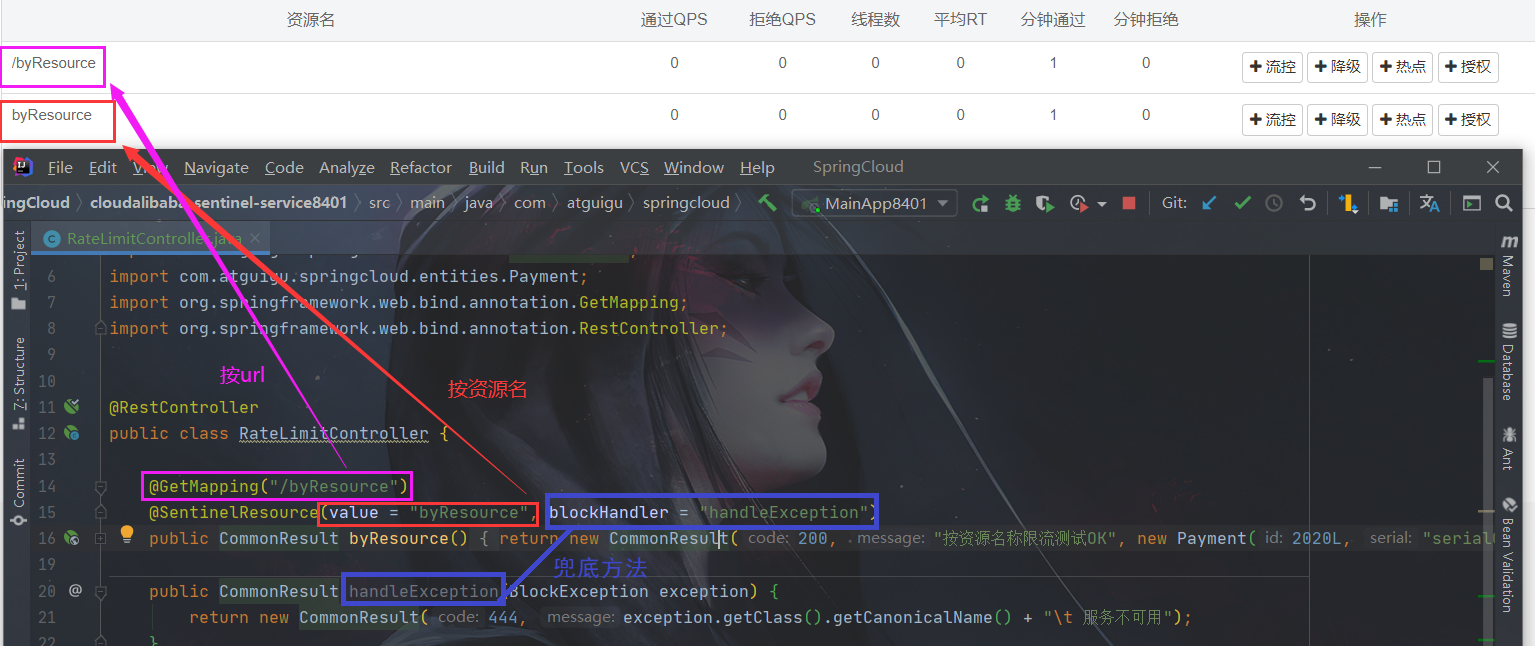 资源名 通过QPS 拒绝QPS 线程数 平均RT 分钟通过 分钟拒绝 操作
/byResource 0 0 0 0 1 0 +流控 +降级 +热点 +授权
byResource 0 0 0 0 1 0 +流控 +降级 +热点 +授权
File Edit View Navigate Code Analyze Refactor Build Run Tools VCS Window Help SpringCloud
ingCloud cloudalibaba-sentinel-service8401 src main java com atguigu springcloud MainApp8401 Git:
RateLimitController.java
1: Project
Z: Structure
Commit
6 import com.atguigu.springcloud.entities.Payment;
7 import org.springframework.web.bind.annotation.GetMapping;
8 import org.springframework.web.bind.annotation.RestController;
9
10
按url
按资源名
11 @RestController
12 public class RateLimitController {
13
14 @GetMapping("/byResource")
15 @SentinelResource(value = "byResource", blockHandler = "handleException")
16 public CommonResult byResource() { return new CommonResult( code: 200, message: "按资源名称限流测试OK", new Payment( id: 2020L, serial: "serial
19
兜底方法
20 @ public CommonResult handleException(BlockException exception) {
21 return new CommonResult( code: 444, message: exception.getClass().getCanonicalName() + "\t 服务不可用");
22 }
m Maven
Database
Ant
Bean Validation